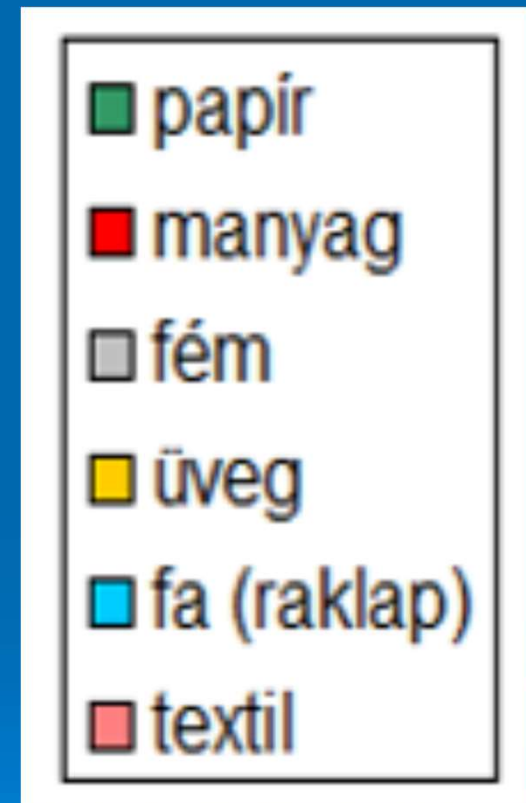 papír
manyag
fém
üveg
fa (raklap)
textil